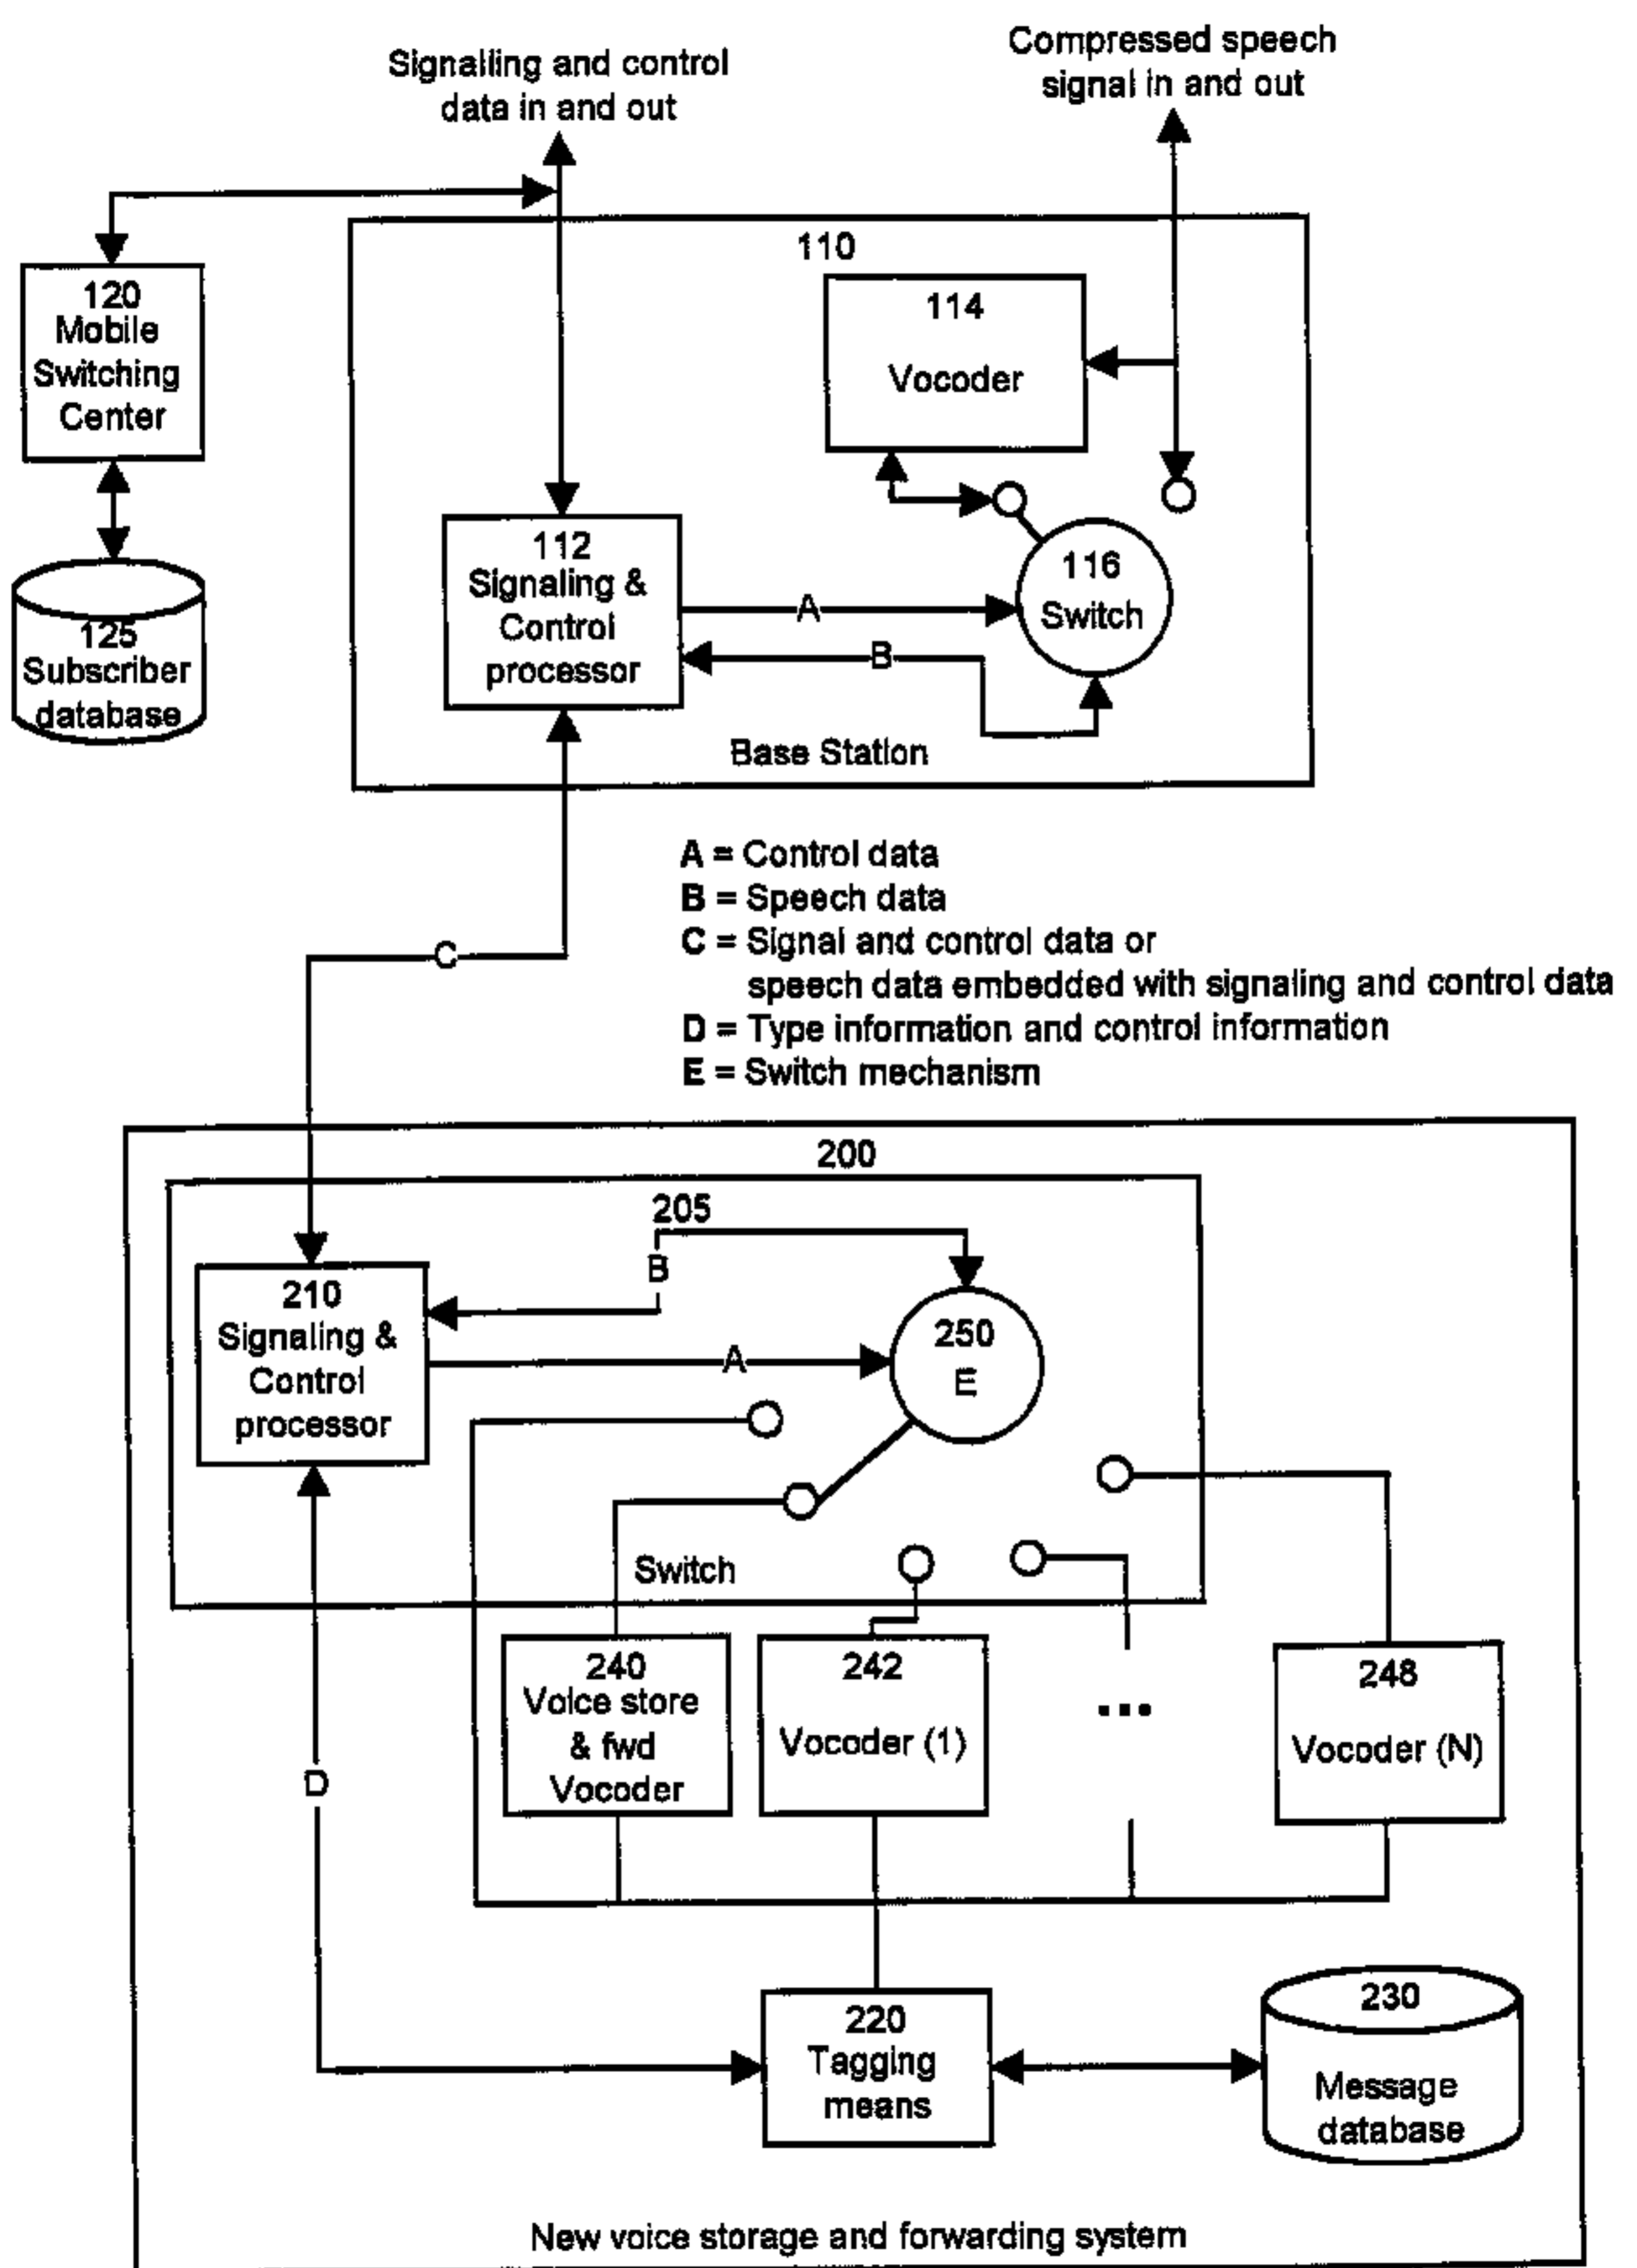 Signalling and control
data in and out
Compressed speech
signal in and out
110
114
Vocoder
120
Mobile
Switching
Center
112
Signaling &
Control
processor
A
B
116
Switch
125
Subscriber
database
Base Station
A = Control data
B = Speech data
C = Signal and control data or
speech data embedded with signaling and control data
D = Type information and control information
E = Switch mechanism
C
200
205
B
210
Signaling &
Control
processor
A
250
E
Switch
240
Voice store
& fwd
Vocoder
242
Vocoder (1)
...
248
Vocoder (N)
D
220
Tagging
means
230
Message
database
New voice storage and forwarding system